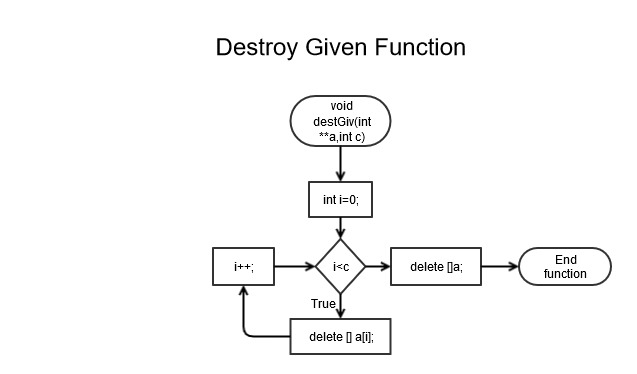 Destroy Given Function
void
destGiv(int
**a,int c)
int i=0;
i++;
i<c
delete []a;
End
function
True
delete [] a[i];